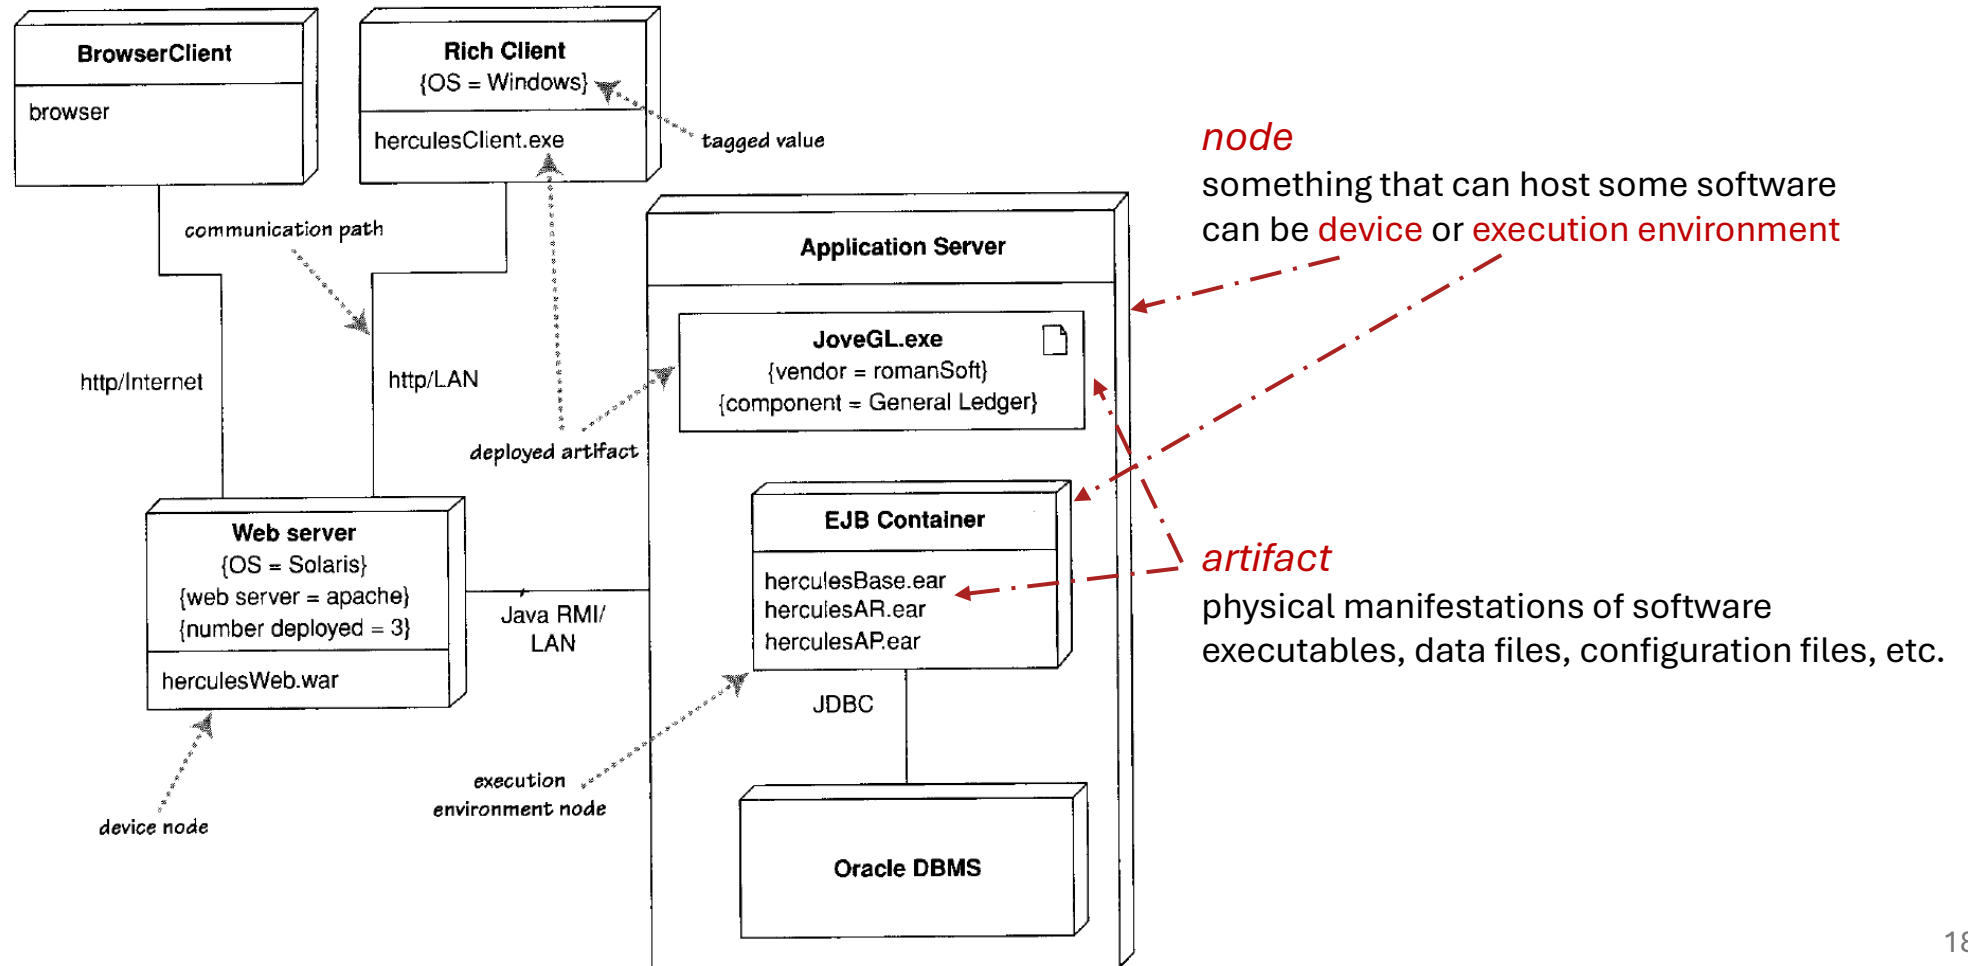 BrowserClient
browser
Rich Client
{OS = Windows}
herculesClient.exe
tagged value
communication path
http/Internet
http/LAN
deployed artifact
Web server
{OS = Solaris}
{web server = apache}
{number deployed = 3}
herculesWeb.war
device node
Java RMI/
LAN
Application Server
JoveGL.exe
{vendor = romanSoft}
{component = General Ledger}
EJB Container
herculesBase.ear
herculesAR.ear
herculesAP.ear
JDBC
execution
environment node
Oracle DBMS
node
something that can host some software
can be device or execution environment
artifact
physical manifestations of software
executables, data files, configuration files, etc.
18